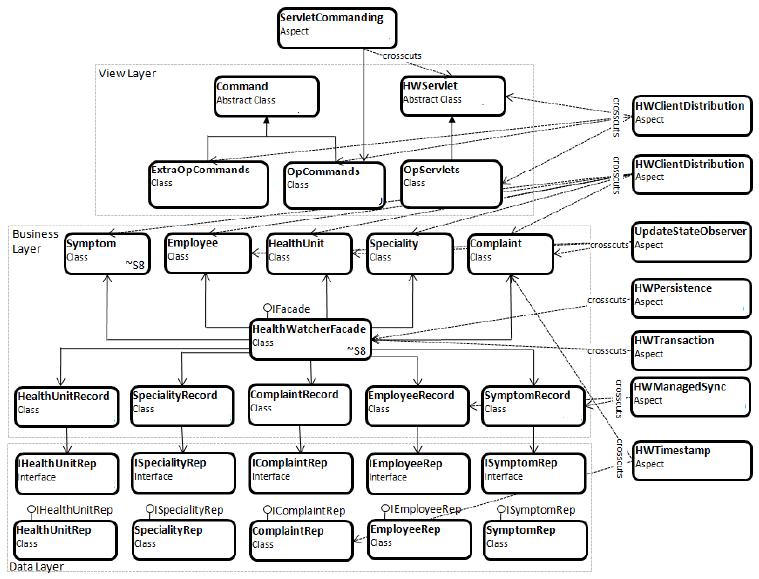 ServletCommanding
Aspect
crosscuts
View Layer
Command
Abstract Class
HWServlet
Abstract Class
HWClientDistribution
Aspect
crosscuts
ExtraOpCommands
Class
OpCommands
Class
OpServlets
Class
HWClientDistribution
Aspect
crosscuts
Business
Layer
Symptom
Class
~S8
Employee
Class
HealthUnit
Class
Speciality
Class
Complaint
Class
UpdateStateObserver
Aspect
crosscuts
IFacade
HealthWatcherFacade
Class
~S8
HWPersistence
Aspect
crosscuts
HWTransaction
Aspect
crosscuts
HealthUnitRecord
Class
SpecialityRecord
Class
ComplaintRecord
Class
EmployeeRecord
Class
SymptomRecord
Class
HWManagedSync
Aspect
crosscuts
IHealthUnitRep
Interface
ISpecialityRep
Interface
IComplaintRep
Interface
IEmployeeRep
Interface
ISymptomRep
Interface
HWTimestamp
Aspect
crosscuts
IHealthUnitRep
HealthUnitRep
Class
ISpecialityRep
SpecialityRep
Class
IComplaintRep
ComplaintRep
Class
IEmployeeRep
EmployeeRep
Class
ISymptomRep
SymptomRep
Class
Data Layer